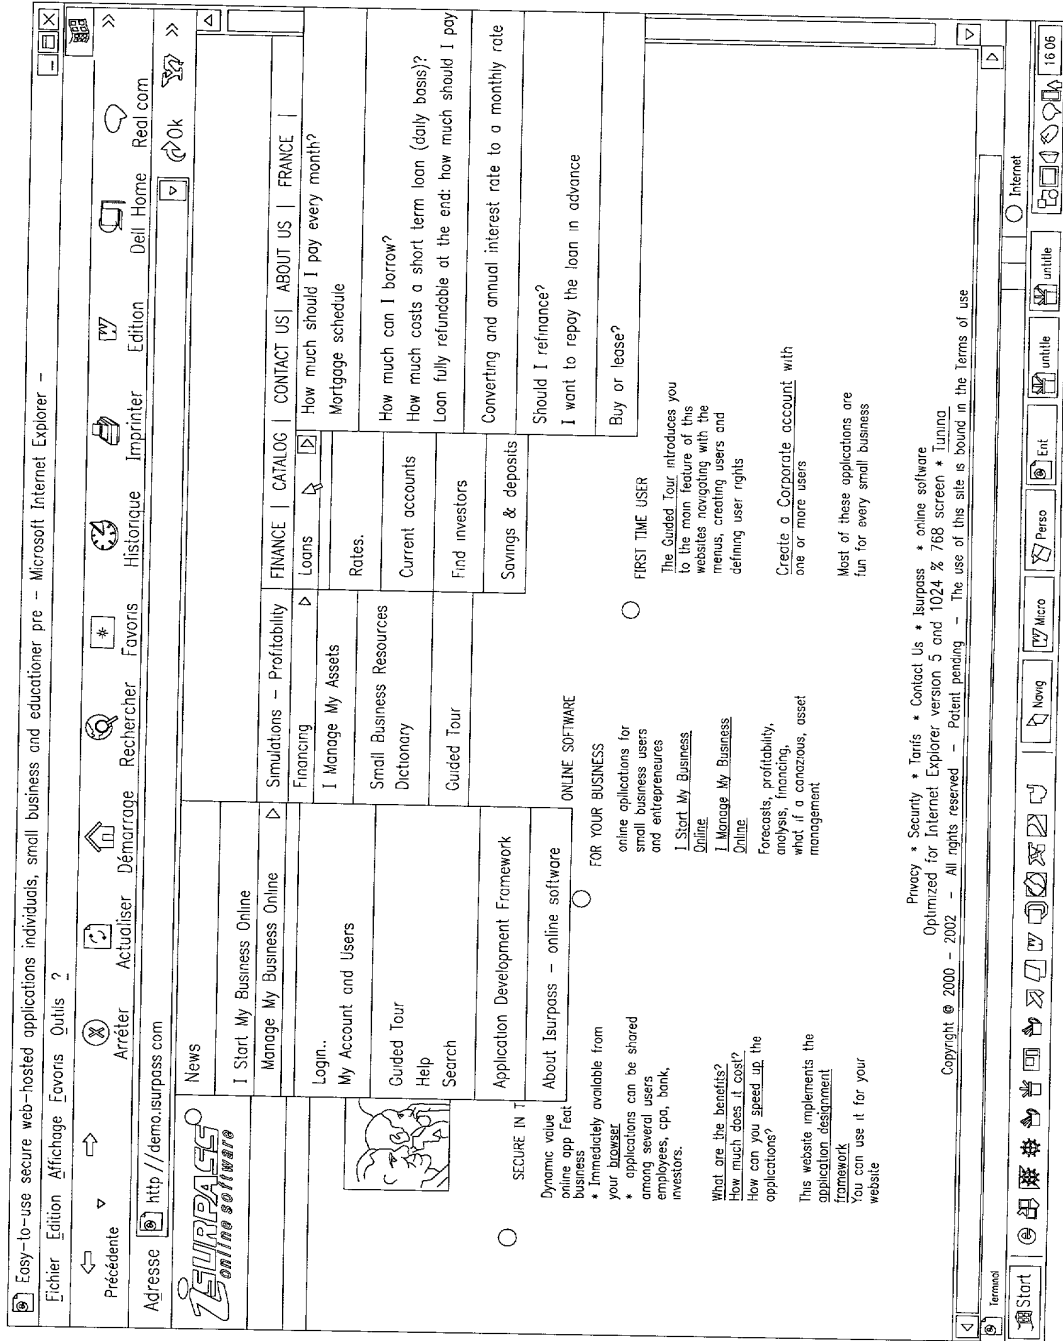 Easy-to-use secure web-hosted applications individuals, small business and educationer pre - Microsoft Internet Explorer -
Fichier Edition Affichage Favoris Outils ?
Précédente Arréter Actualiser Démarrage Rechercher Favoris Historique Imprimer Edition Dell Home Real com
Adresse http //demo.isurpass com Ok
iSURPASS
online software
News
I Start My Business Online
Manage My Business Online
Login..
My Account and Users
Guided Tour
Help
Search
Application Development Framework
About Isurpass - online software
Simulations - Profitability
Financing
I Manage My Assets
Small Business Resources
Dictionary
Guided Tour
FINANCE | CATALOG | CONTACT US | ABOUT US | FRANCE |
Loans
Rates.
Current accounts
Find investors
Savings & deposits
How much should I pay every month?
Mortgage schedule
How much can I borrow?
How much costs a short term loan (daily basis)?
Loan fully refundable at the end: how much should I pay
Converting and annual interest rate to a monthly rate
Should I refinance?
I want to repay the loan in advance
Buy or lease?
SECURE IN T
Dynamic value
online app Feat
business
* Immediately available from
your browser
* applications can be shared
among several users
employees, cpa, bank,
investors.
What are the benefits?
How much does it cost?
How can you speed up the
applications?
This website implements the
application designment
framework
You can use it for your
website
ONLINE SOFTWARE
FOR YOUR BUSINESS
online apilications for
small business users
and entrepreneures
I Start My Business
Online
I Manage My Business
Online
Forecasts, profitability,
analysis, financing,
what if a canazious, asset
management
FIRST TIME USER
The Guided Tour introduces you
to the main feature of this
websites navigating with the
menus, creating users and
defining user rights
Create a Corporate account with
one or more users
Most of these applications are
fun for every small business
Privacy * Security * Tarifs * Contact Us * Isurpass * online software
Optimized for Internet Explorer version 5 and 1024 % 768 screen * Tuning
Copyright @ 2000 - 2002 - All rights reserved - Patent pending - The use of this site is bound in the Terms of use
Terminal Internet
Start Navig Micro Perso Ent untitle untitle 16 06